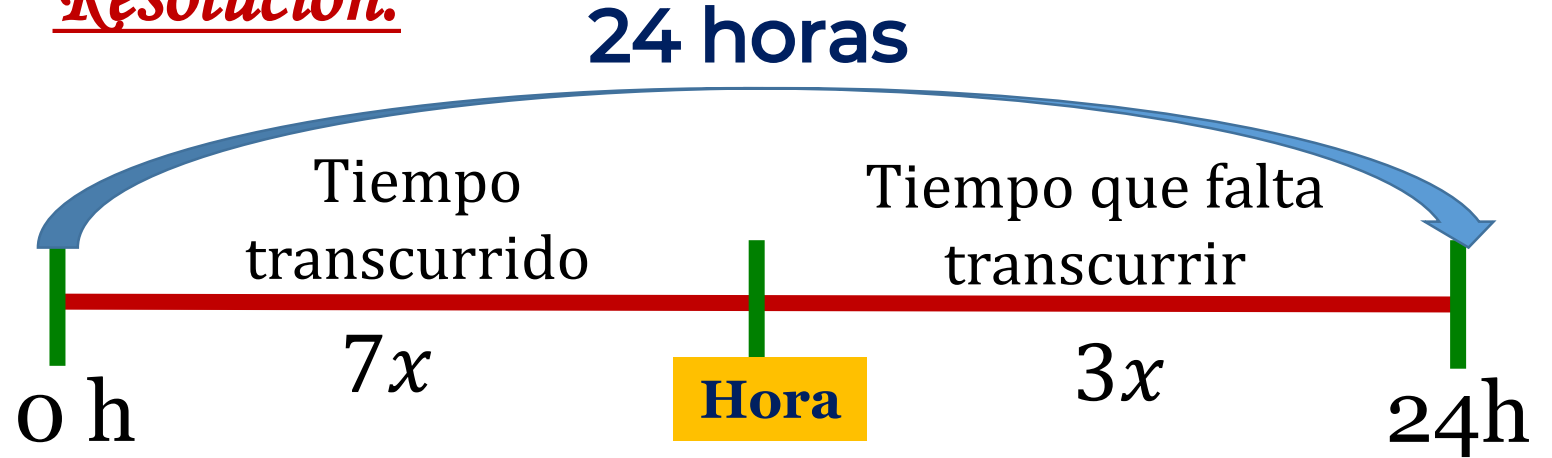 Resolución:
24 horas
Tiempo
transcurrido
Tiempo que falta
transcurrir
7x
3x
Hora
0 h
24h